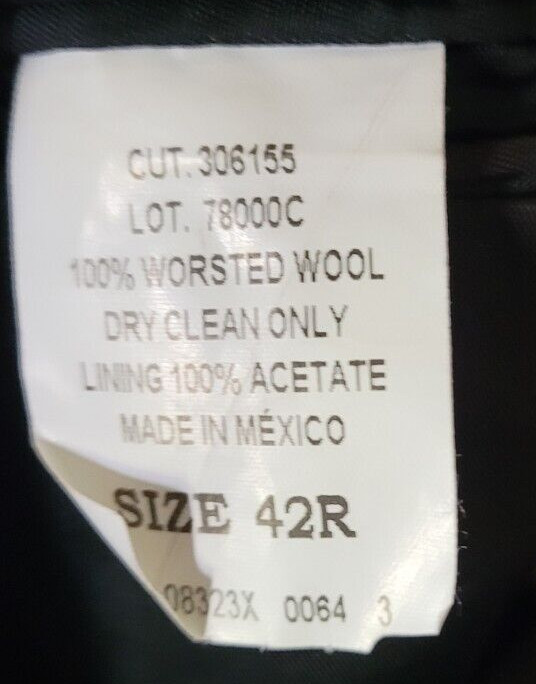 CUT. 306155
LOT. 78000C
100% WORSTED WOOL
DRY CLEAN ONLY
LINING 100% ACETATE
MADE IN MÉXICO
SIZE 42R
08323X 0064 3